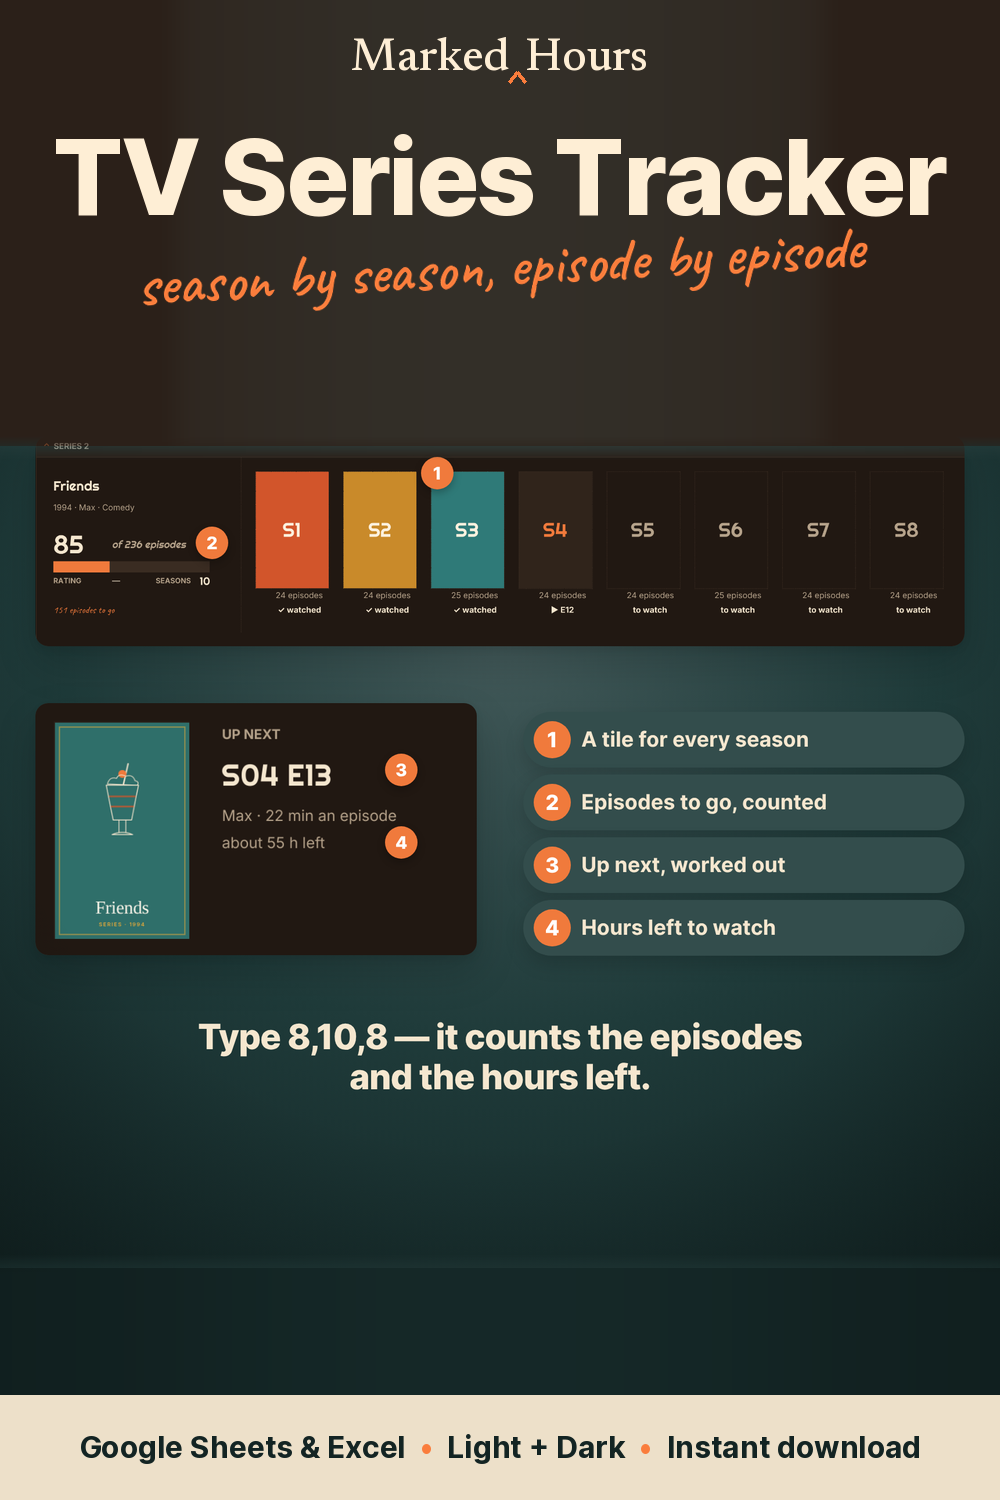 Marked Hours
TV Series Tracker
season by season, episode by episode
SERIES 2
Friends
1994 · Max · Comedy
85 of 236 episodes 2
RATING — SEASONS 10
151 episodes to go
1
S1 S2 S3 S4 S5 S6 S7 S8
24 episodes 24 episodes 25 episodes 24 episodes 24 episodes 25 episodes 24 episodes 24 episodes
✓ watched ✓ watched ✓ watched ▶ E12 to watch to watch to watch to watch
Friends
SERIES · 1994
UP NEXT
S04 E13 3
Max · 22 min an episode
about 55 h left 4
1 A tile for every season
2 Episodes to go, counted
3 Up next, worked out
4 Hours left to watch
Type 8,10,8 — it counts the episodes
and the hours left.
Google Sheets & Excel • Light + Dark • Instant download